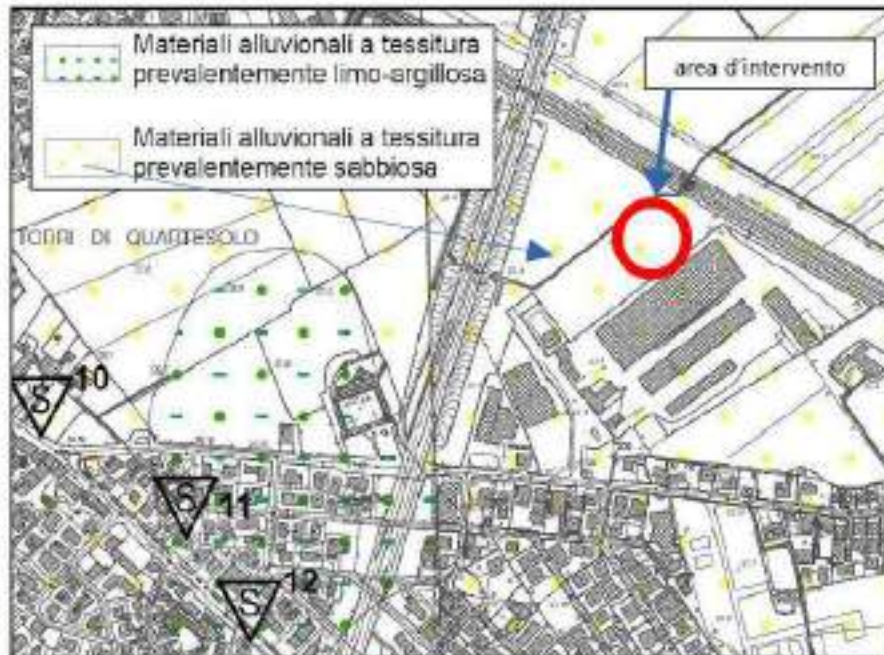 Materiali alluvionali a tessitura
prevalentemente limo-argillosa
Materiali alluvionali a tessitura
prevalentemente sabbiosa
area d'intervento
TORRI DI QUARTESOLO
S 10
S 11
S 12